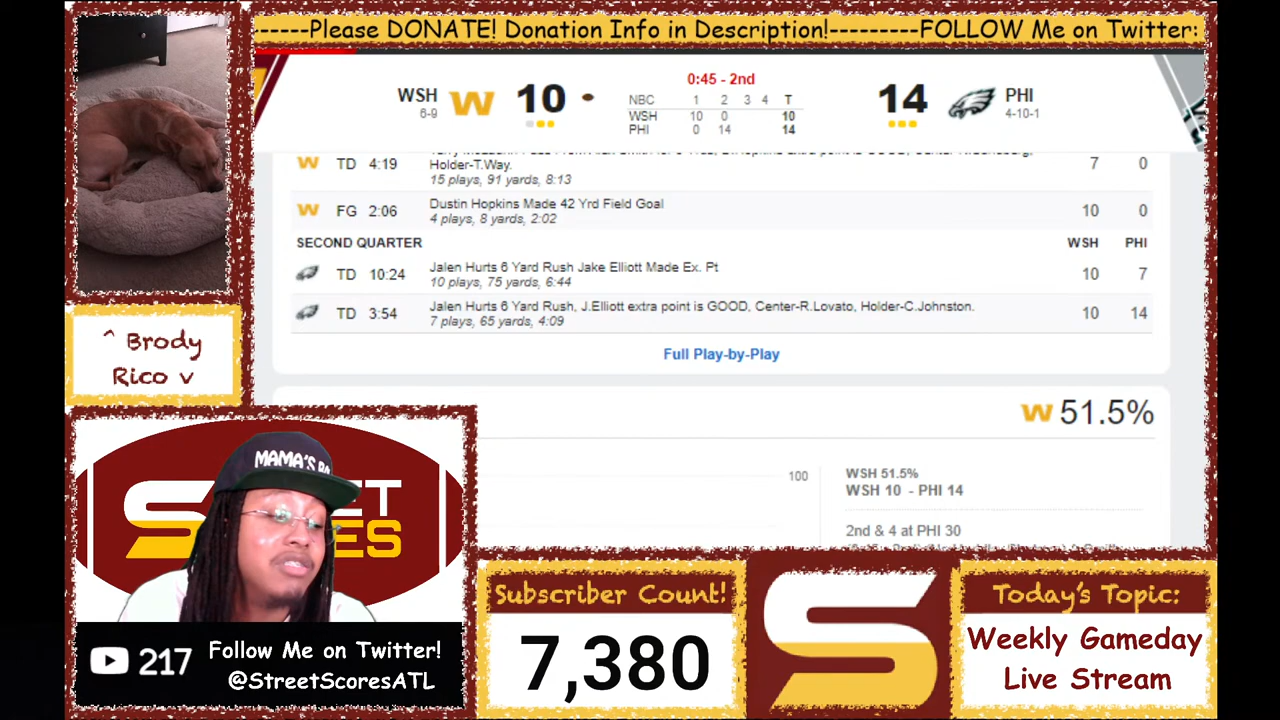 ------Please DONATE! Donation Info in Description!---------FOLLOW Me on Twitter:
WSH
6-9
W
10
0:45 - 2nd
NBC 1 2 3 4 T
WSH 10 0 10
PHI 0 14 14
14
PHI
4-10-1
W TD 4:19 Holder-T.Way. 7 0
15 plays, 91 yards, 8:13
W FG 2:06 Dustin Hopkins Made 42 Yrd Field Goal 10 0
4 plays, 8 yards, 2:02
SECOND QUARTER WSH PHI
TD 10:24 Jalen Hurts 6 Yard Rush Jake Elliott Made Ex. Pt 10 7
10 plays, 75 yards, 6:44
TD 3:54 Jalen Hurts 6 Yard Rush, J.Elliott extra point is GOOD, Center-R.Lovato, Holder-C.Johnston. 10 14
7 plays, 65 yards, 4:09
Full Play-by-Play
W 51.5%
100
WSH 51.5%
WSH 10 - PHI 14
2nd & 4 at PHI 30
^ Brody
Rico v
MAMA'S
S
217
Follow Me on Twitter!
@StreetScoresATL
Subscriber Count!
7,380
S
Today's Topic:
Weekly Gameday
Live Stream